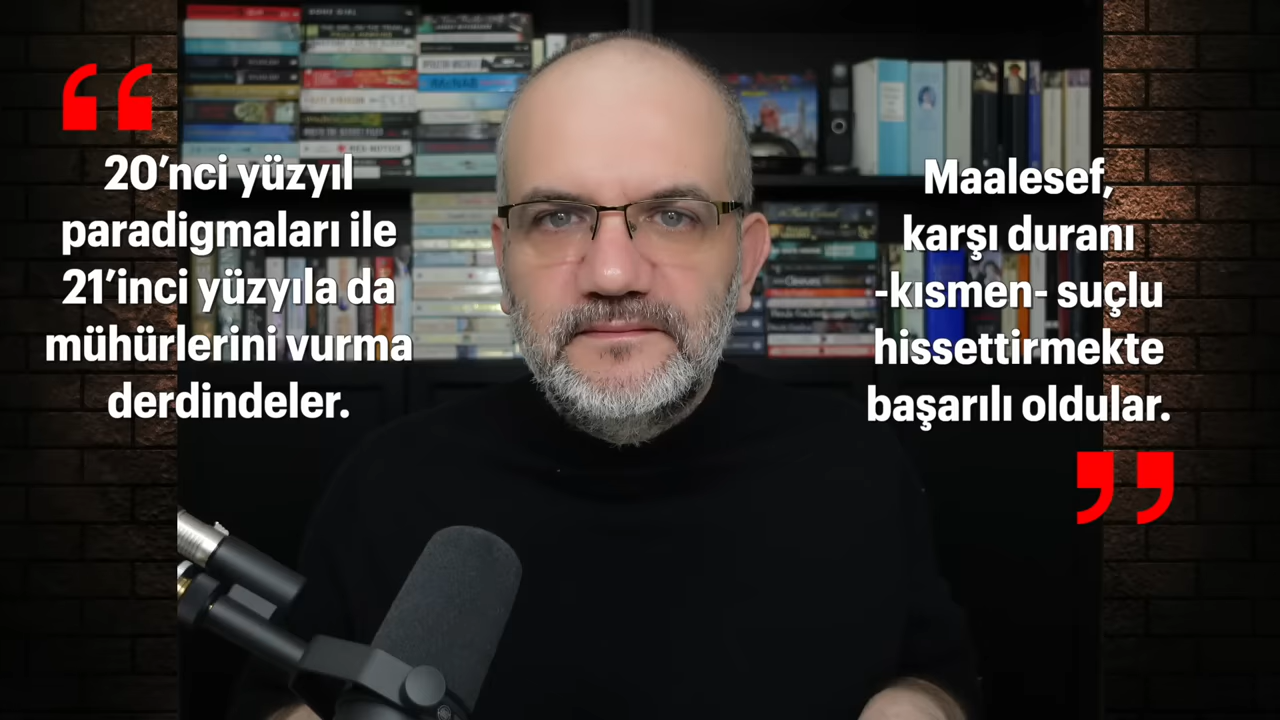 “
20’nci yüzyıl
paradigmaları ile
21’inci yüzyıla da
mühürlerini vurma
derdindeler.
Maalesef,
karşı duranı
-kısmen- suçlu
hissettirmekte
başarılı oldular.
”